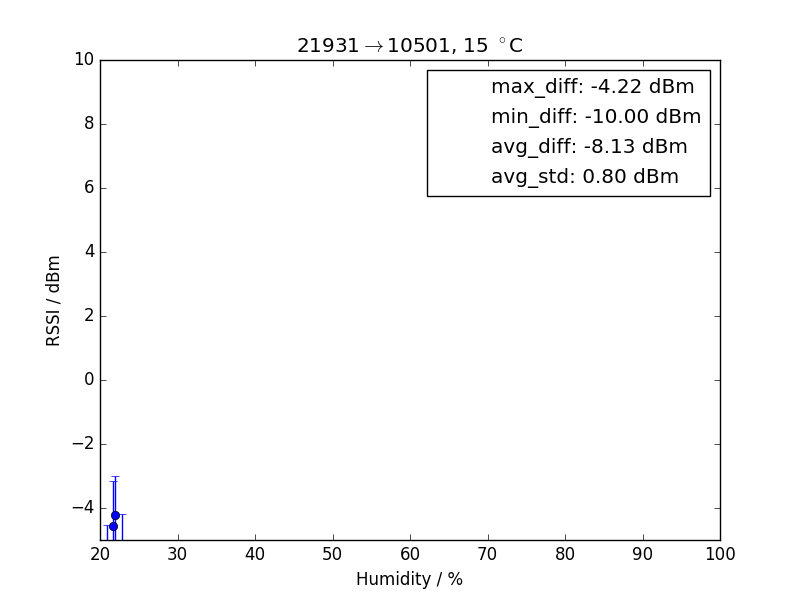 21931→10501, 15 °C
max_diff: -4.22 dBm
min_diff: -10.00 dBm
avg_diff: -8.13 dBm
avg_std: 0.80 dBm
RSSI / dBm
10
8
6
4
2
0
−2
−4
20 30 40 50 60 70 80 90 100
Humidity / %